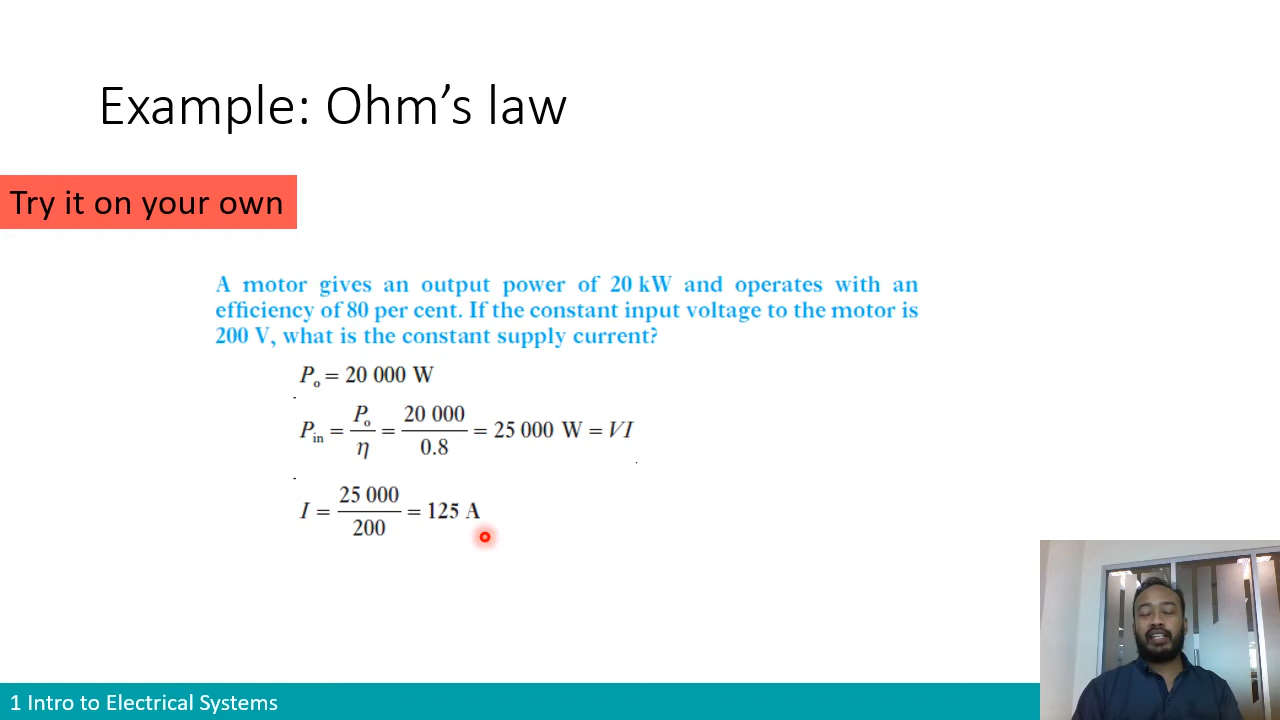 Example: Ohm's law
Try it on your own
A motor gives an output power of 20 kW and operates with an
efficiency of 80 per cent. If the constant input voltage to the motor is
200 V, what is the constant supply current?
Pₒ = 20 000 W
P_in = Pₒ/η = 20 000/0.8 = 25 000 W = VI
I = 25 000/200 = 125 A
1 Intro to Electrical Systems